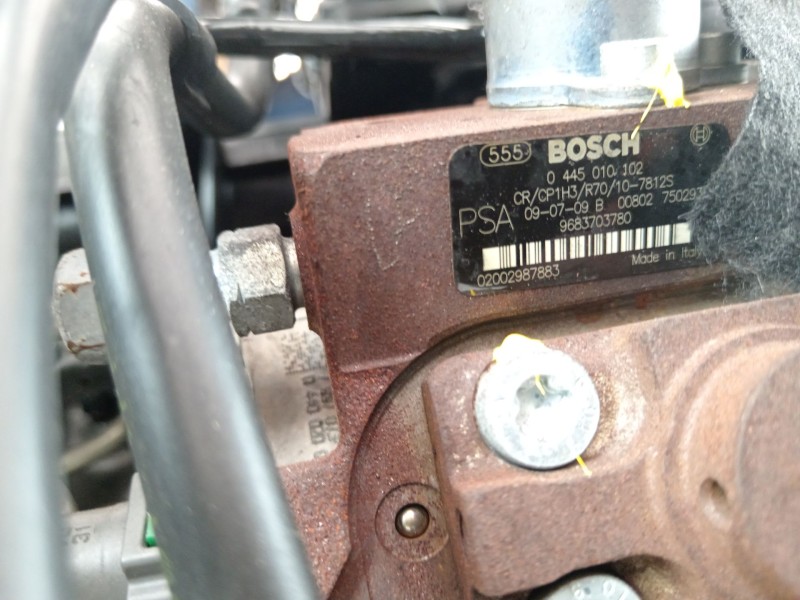 555 BOSCH
0 445 010 102
CR/CP1H3/R70/10-7812S
PSA 09-07-09 B 00802
9683703780
02002987883 Made in Italy
31